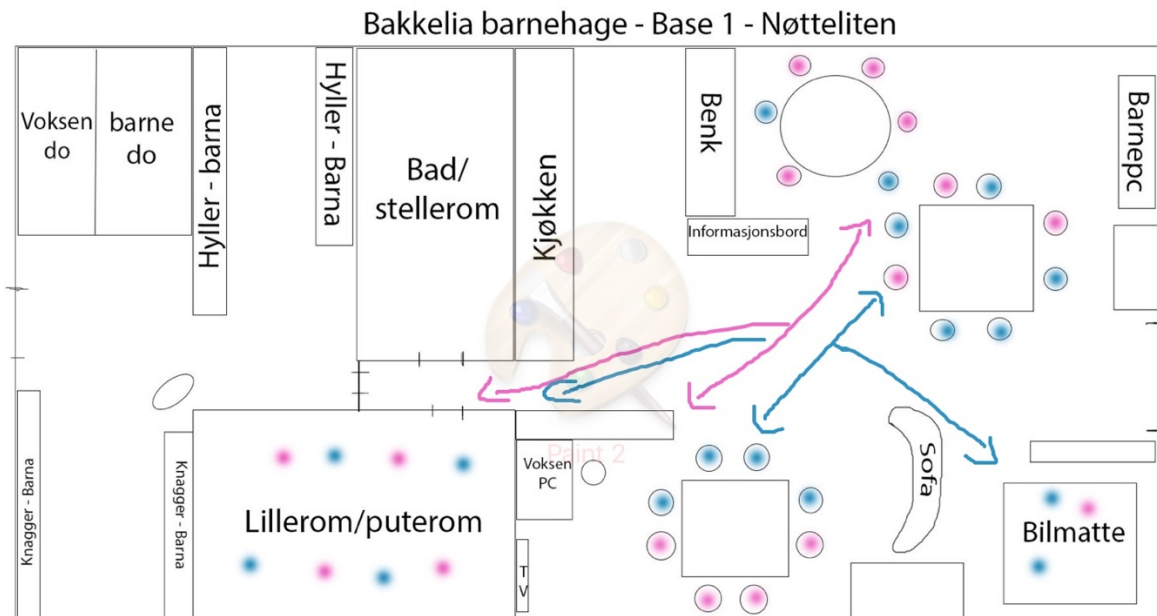 Bakkelia barnehage - Base 1 - Nøtteliten
Voksen
do
barne
do
Hyller - barna
Hyller - Barna
Bad/
stellerom
Kjøkken
Benk
Informasjonsbord
Barnepc
Knagger - Barna
Knagger - Barna
Lillerom/puterom
Paint 2
Voksen
PC
T
V
Sofa
Bilmatte